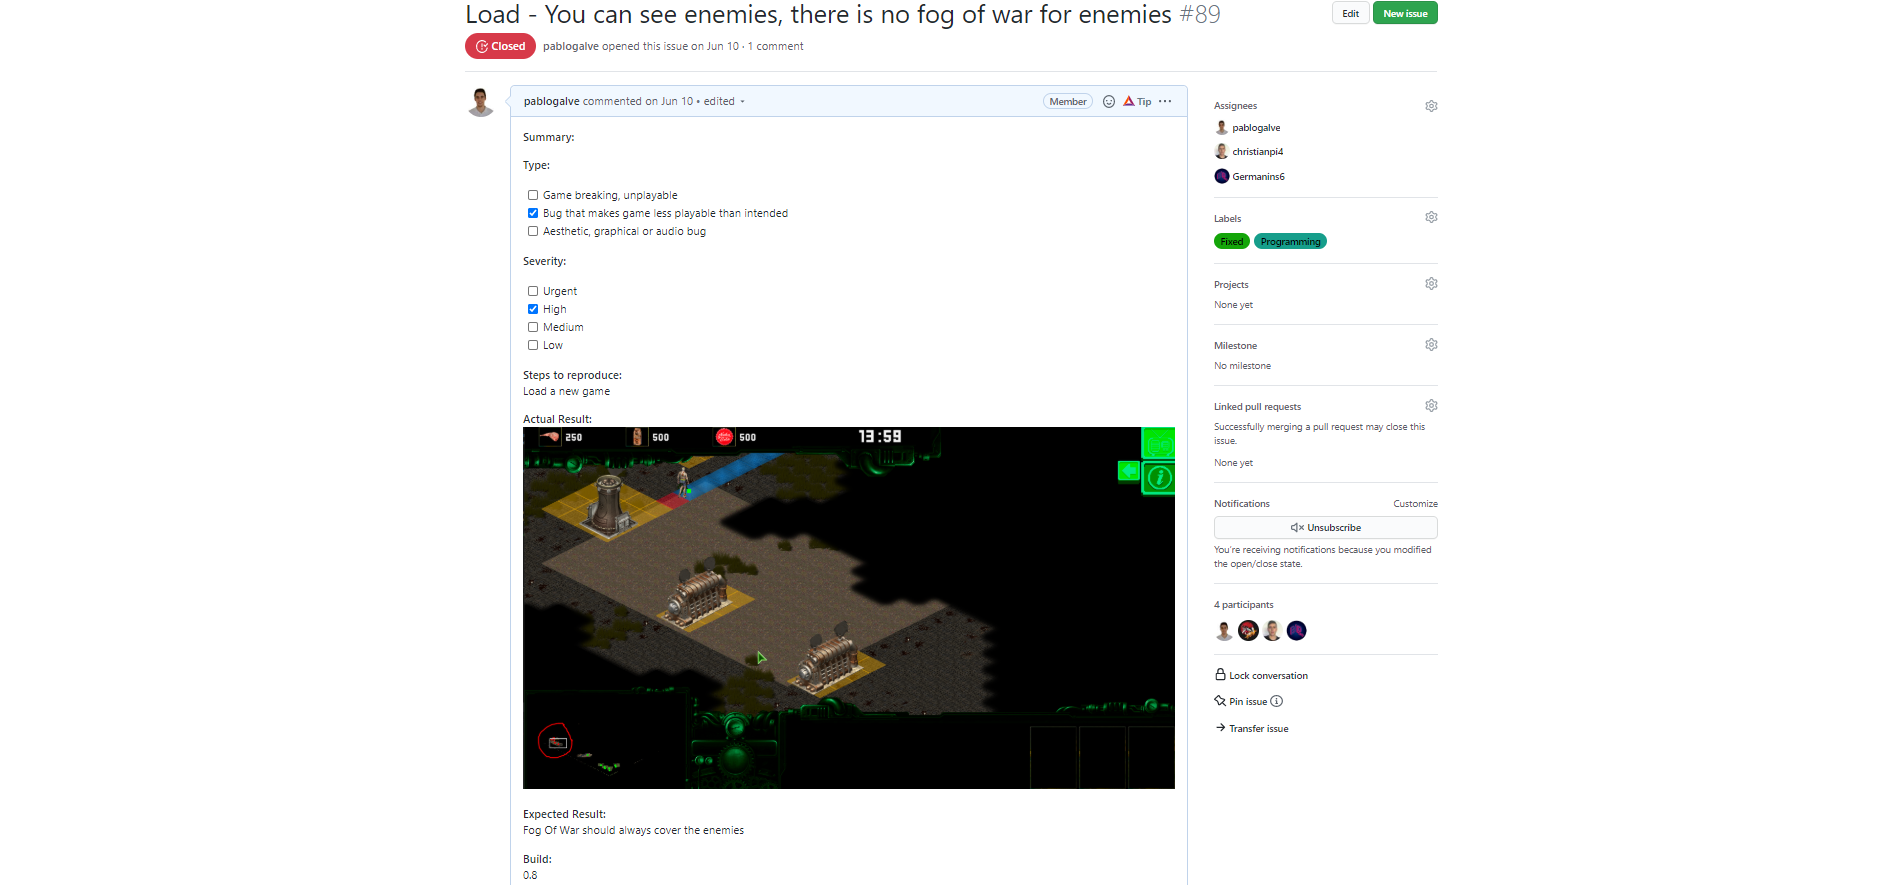 Load - You can see enemies, there is no fog of war for enemies #89
Edit
New issue
Closed
pablogalve opened this issue on Jun 10 · 1 comment
pablogalve commented on Jun 10 • edited
Member
Tip
Summary:
Type:
Game breaking, unplayable
Bug that makes game less playable than intended
Aesthetic, graphical or audio bug
Severity:
Urgent
High
Medium
Low
Steps to reproduce:
Load a new game
Actual Result:
250
500
500
13:59
Expected Result:
Fog Of War should always cover the enemies
Build:
0.8
Assignees
pablogalve
christianpi4
Germanins6
Labels
Fixed
Programming
Projects
None yet
Milestone
No milestone
Linked pull requests
Successfully merging a pull request may close this
issue.
None yet
Notifications
Customize
Unsubscribe
You're receiving notifications because you modified
the open/close state.
4 participants
Lock conversation
Pin issue
Transfer issue